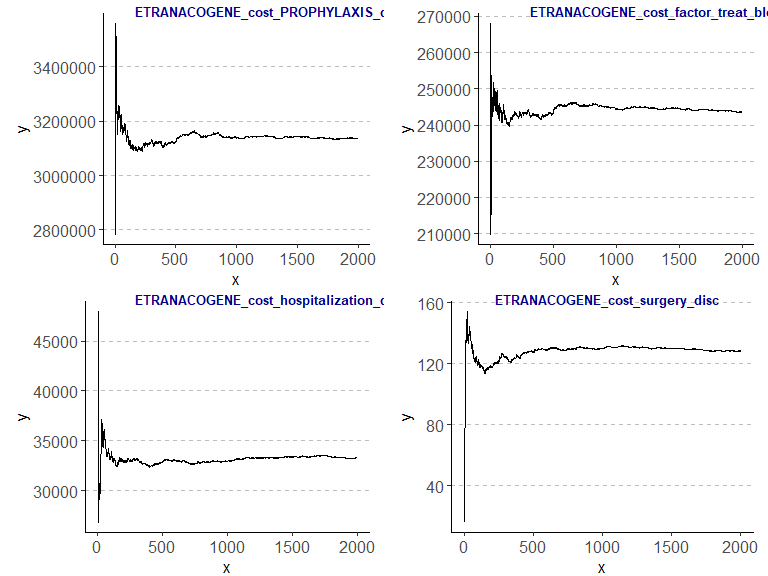 ETRANACOGENE_cost_PROPHYLAXIS_c
3400000
3200000
3000000
2800000
y
0 500 1000 1500 2000
x
ETRANACOGENE_cost_factor_treat_ble
270000
260000
250000
240000
230000
220000
210000
y
0 500 1000 1500 2000
x
ETRANACOGENE_cost_hospitalization_c
45000
40000
35000
30000
y
0 500 1000 1500 2000
x
ETRANACOGENE_cost_surgery_disc
160
120
80
40
y
0 500 1000 1500 2000
x